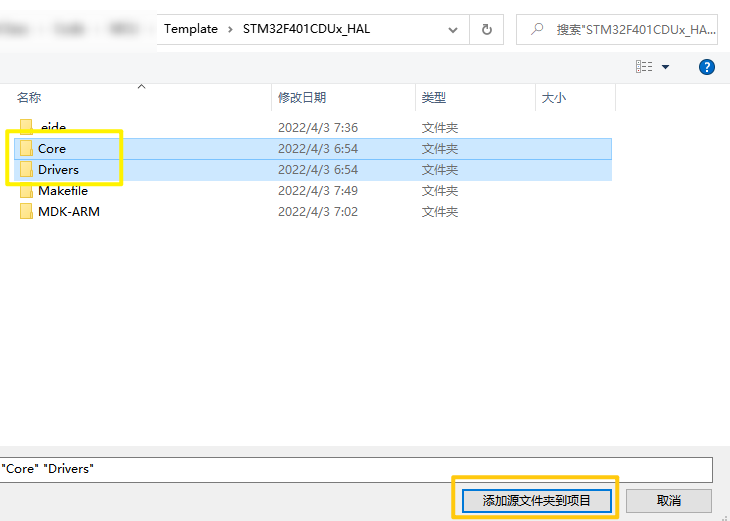 Template > STM32F401CDUx_HAL
搜索"STM32F401CDUx_HA...
名称 修改日期 类型 大小
.eide 2022/4/3 7:36 文件夹
Core 2022/4/3 6:54 文件夹
Drivers 2022/4/3 6:54 文件夹
Makefile 2022/4/3 7:49 文件夹
MDK-ARM 2022/4/3 7:02 文件夹
"Core" "Drivers"
添加源文件夹到项目 取消